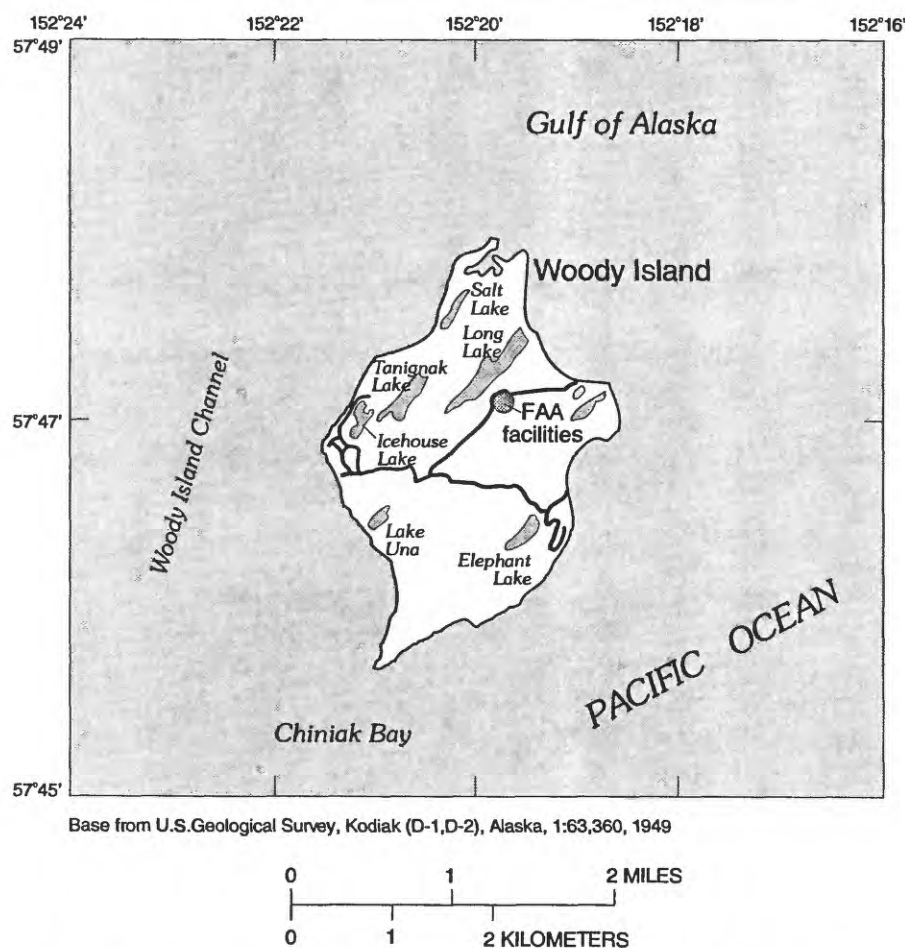 152°24' 152°22' 152°20' 152°18' 152°16'
57°49'
Gulf of Alaska
Woody Island
Salt
Lake
Long
Lake
Tanignak
Lake
57°47'
FAA
facilities
Icehouse
Lake
Woody Island Channel
Lake
Una
Elephant
Lake
PACIFIC OCEAN
Chiniak Bay
57°45'
Base from U.S.Geological Survey, Kodiak (D-1,D-2), Alaska, 1:63,360, 1949
0 1 2 MILES
0 1 2 KILOMETERS